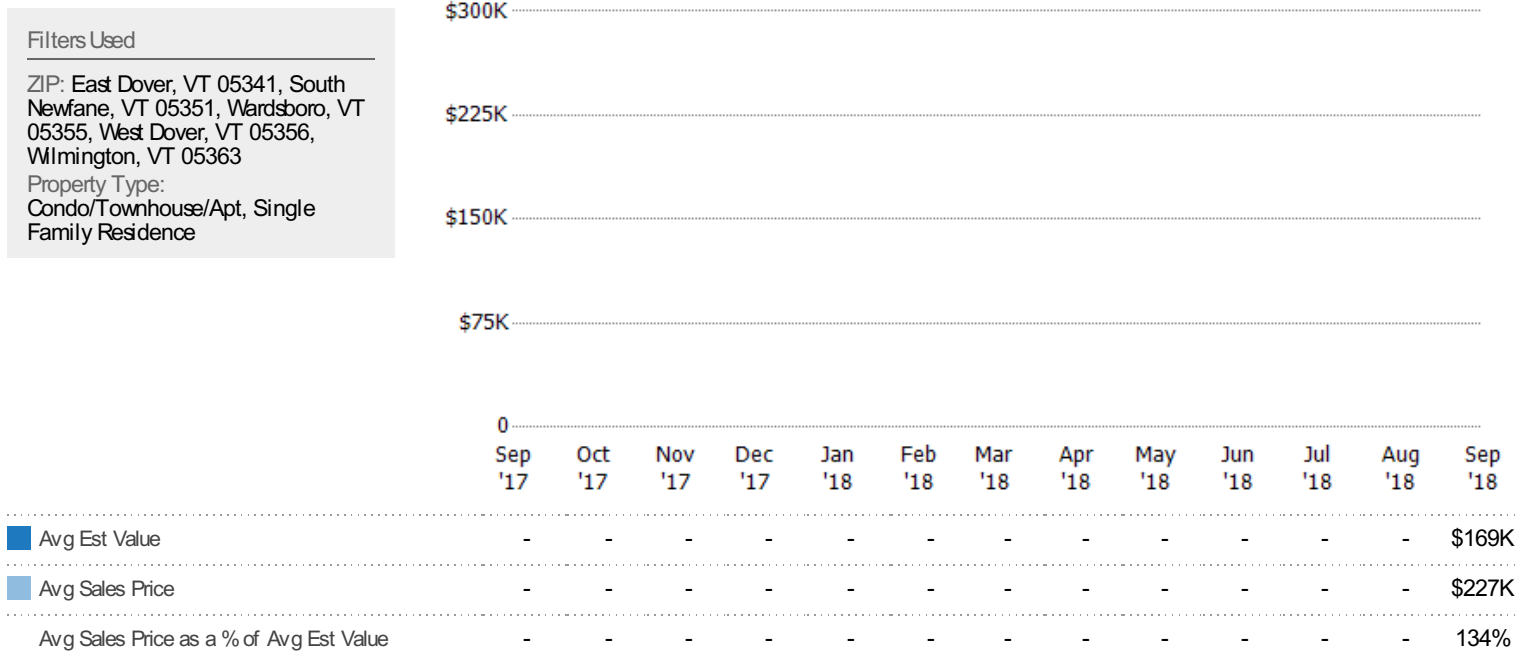 Filters Used
ZIP: East Dover, VT 05341, South
Newfane, VT 05351, Wardsboro, VT
05355, West Dover, VT 05356,
Wilmington, VT 05363
Property Type:
Condo/Townhouse/Apt, Single
Family Residence
$300K
$225K
$150K
$75K
0
Sep Oct Nov Dec Jan Feb Mar Apr May Jun Jul Aug Sep
'17 '17 '17 '17 '18 '18 '18 '18 '18 '18 '18 '18 '18
Avg Est Value - - - - - - - - - - - - $169K
Avg Sales Price - - - - - - - - - - - - $227K
Avg Sales Price as a % of Avg Est Value - - - - - - - - - - - - 134%